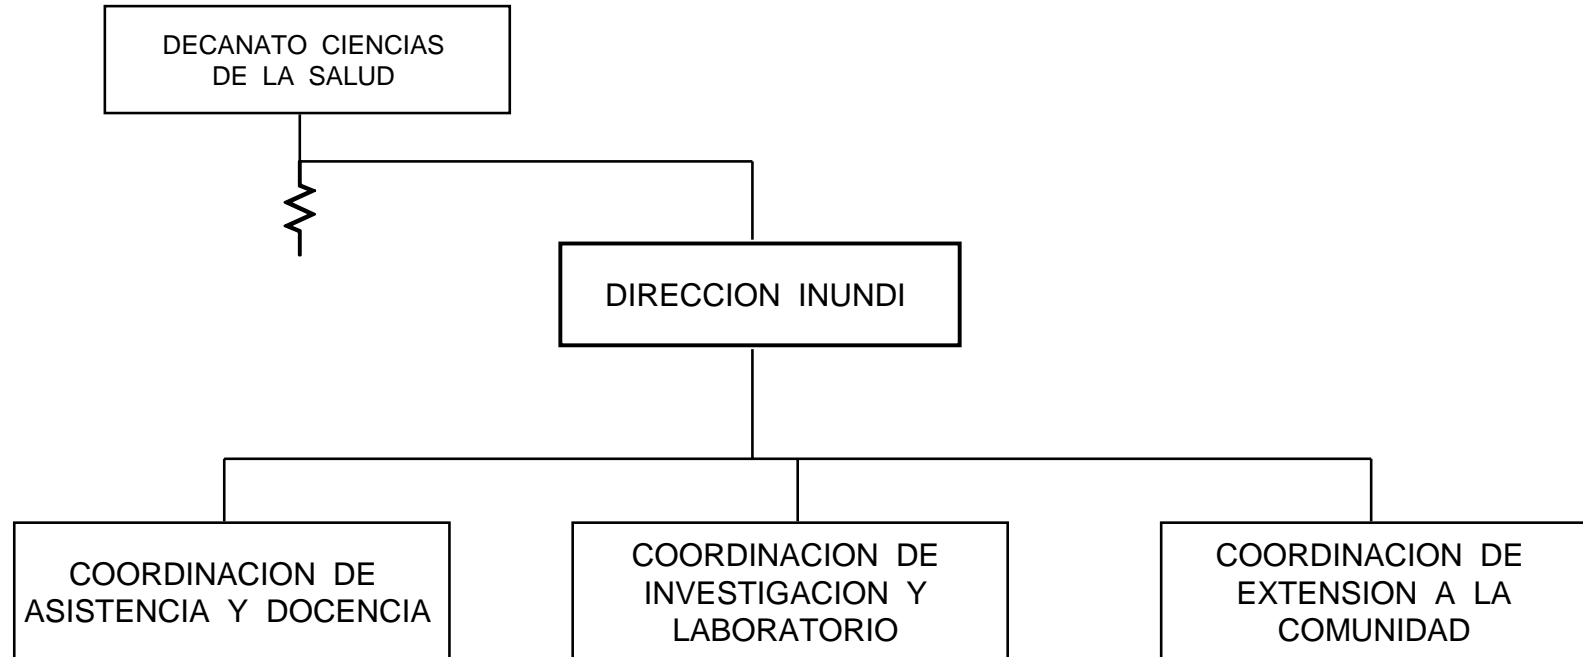 DECANATO CIENCIAS
DE LA SALUD
DIRECCION INUNDI
COORDINACION DE
ASISTENCIA Y DOCENCIA
COORDINACION DE
INVESTIGACION Y
LABORATORIO
COORDINACION DE
EXTENSION A LA
COMUNIDAD